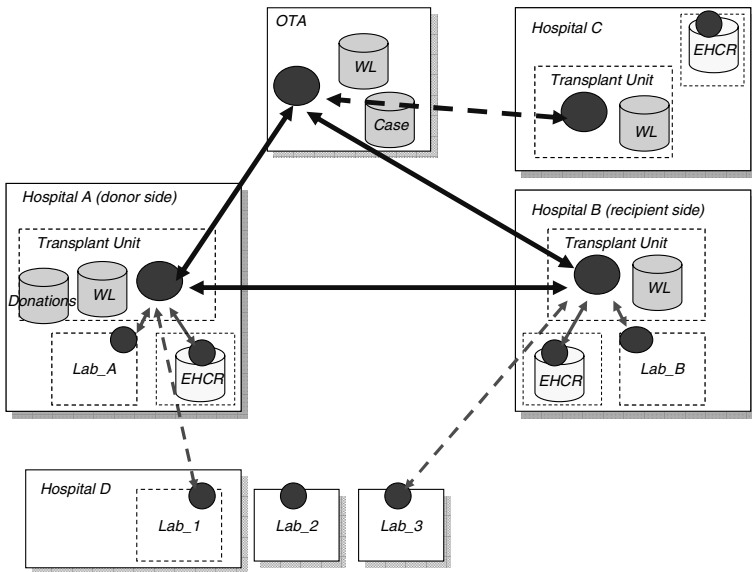 OTA
WL
Case
Hospital C
EHCR
Transplant Unit
WL
Hospital A (donor side)
Transplant Unit
Donations
WL
Lab_A
EHCR
Hospital B (recipient side)
Transplant Unit
WL
EHCR
Lab_B
Hospital D
Lab_1
Lab_2
Lab_3